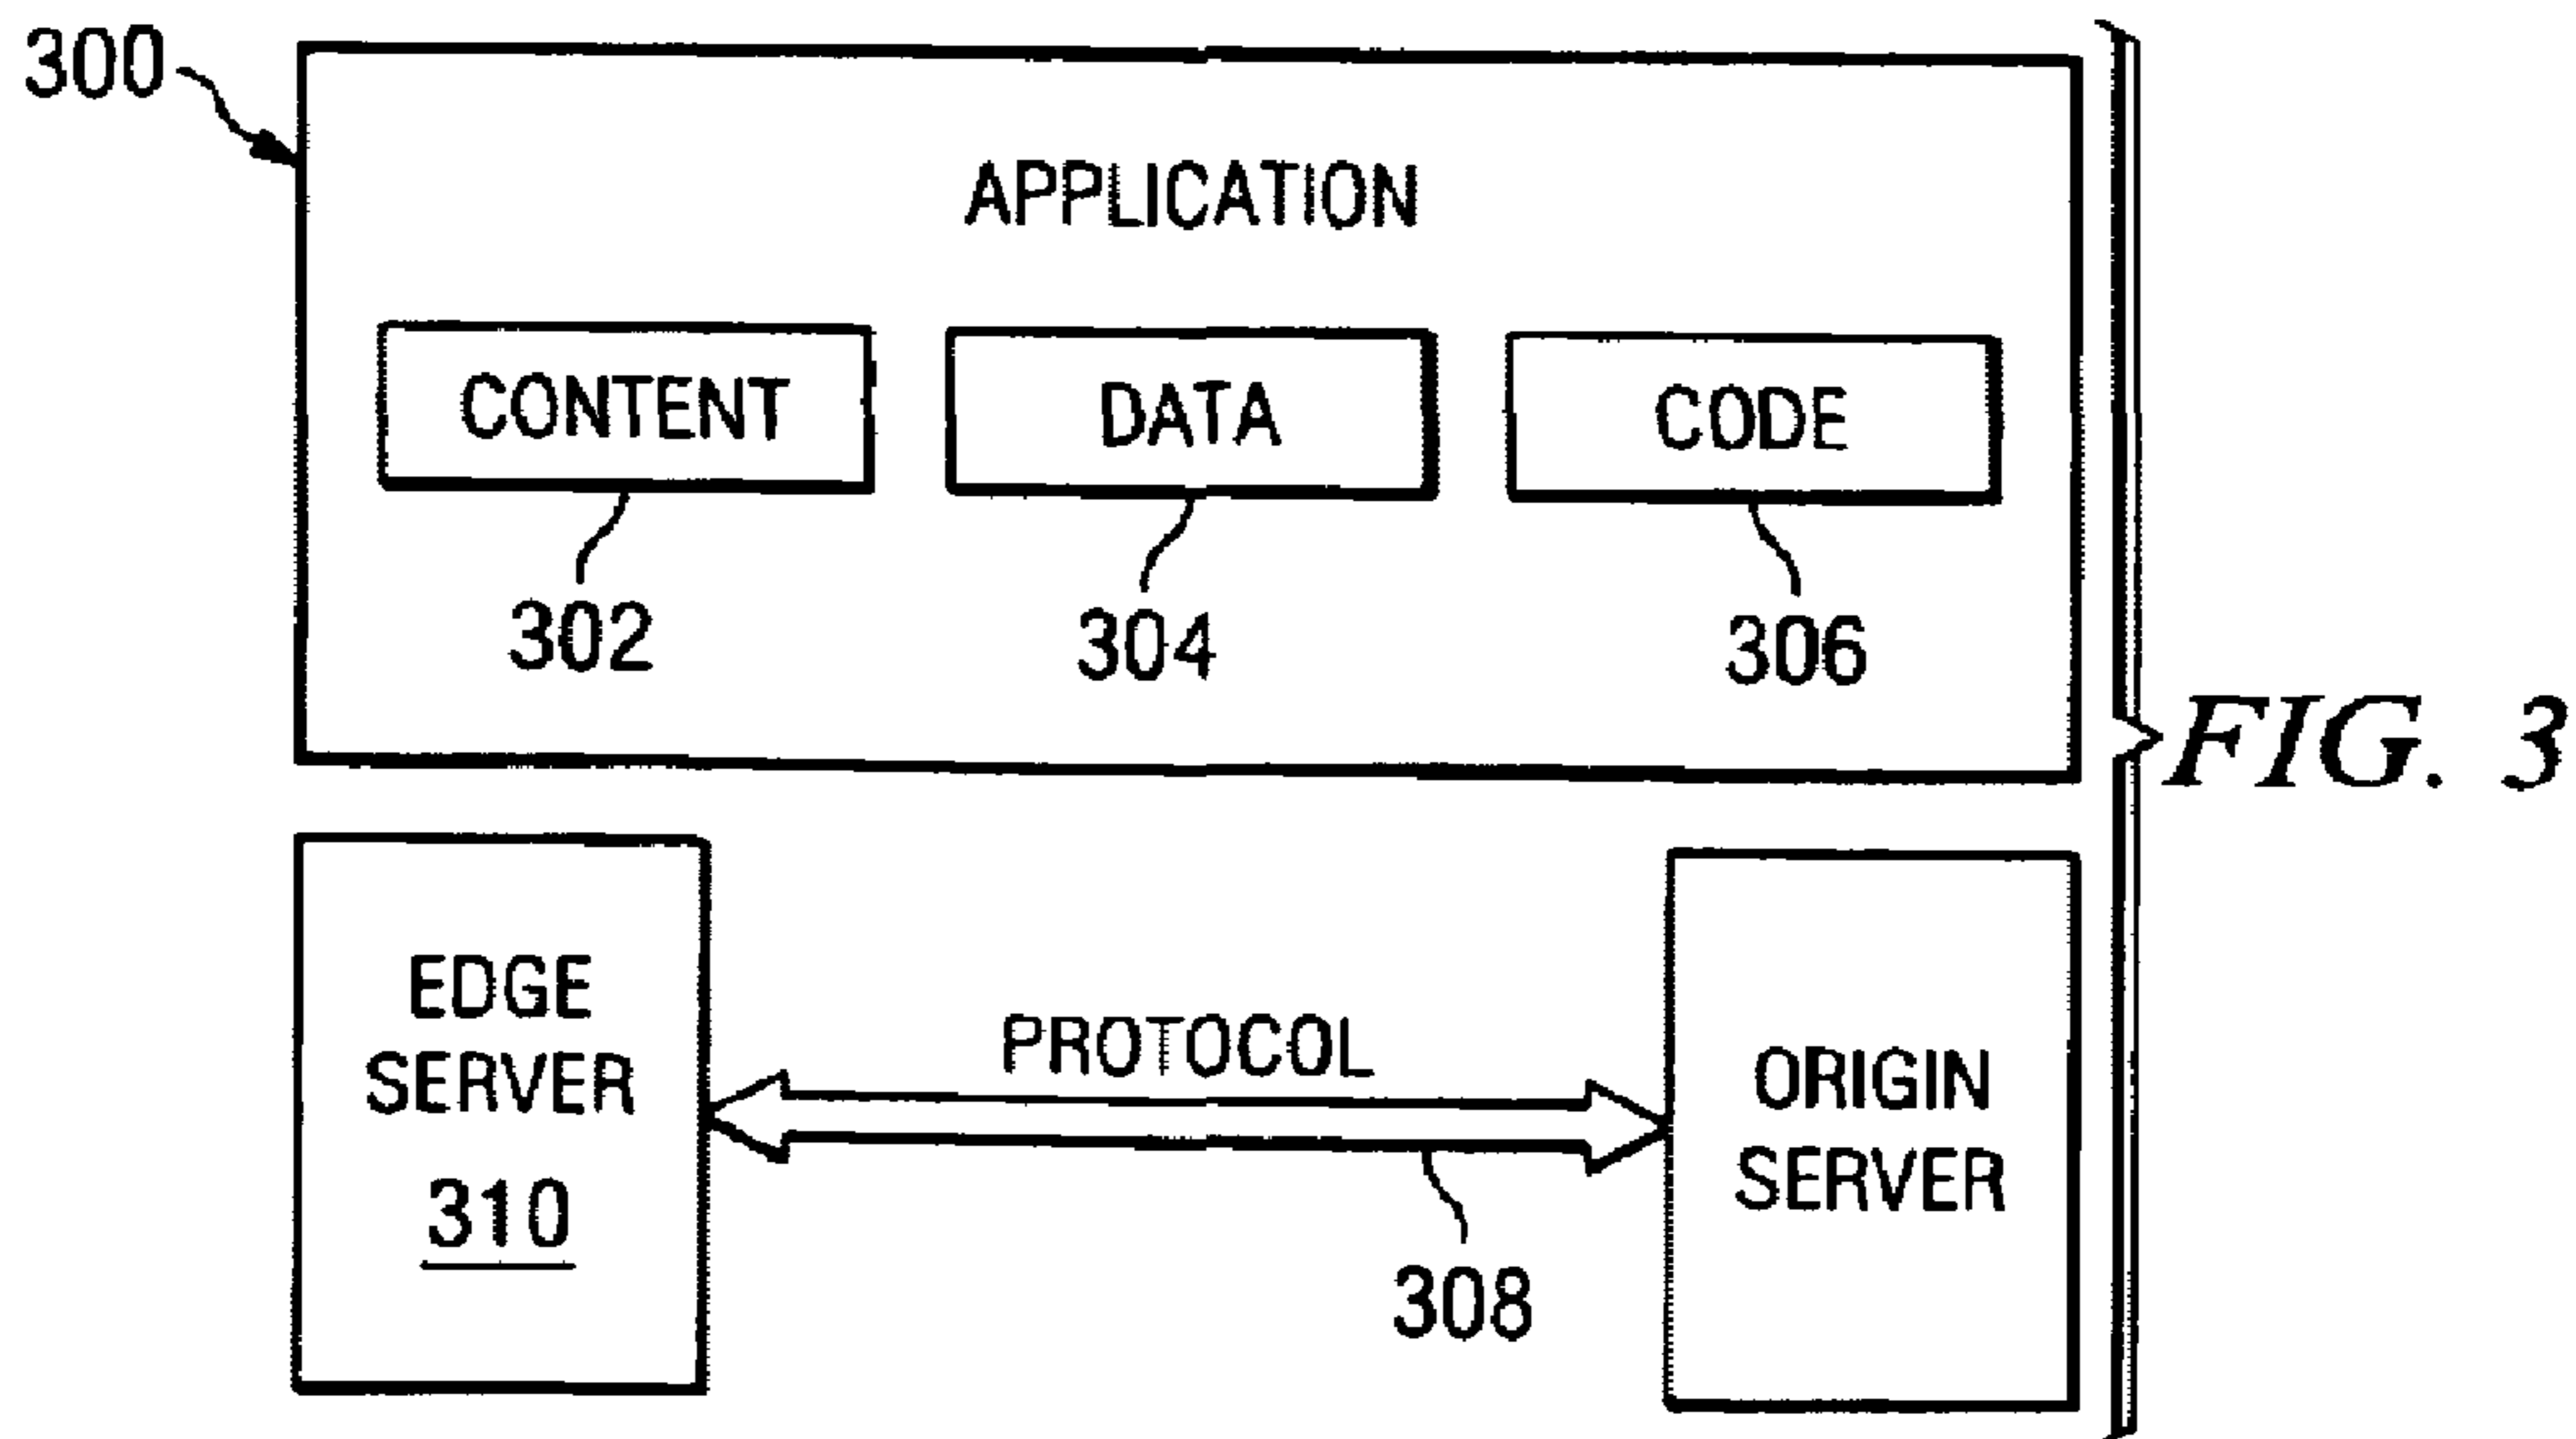 300
APPLICATION
CONTENT
DATA
CODE
302
304
306
FIG. 3
EDGE
SERVER
310
PROTOCOL
308
ORIGIN
SERVER